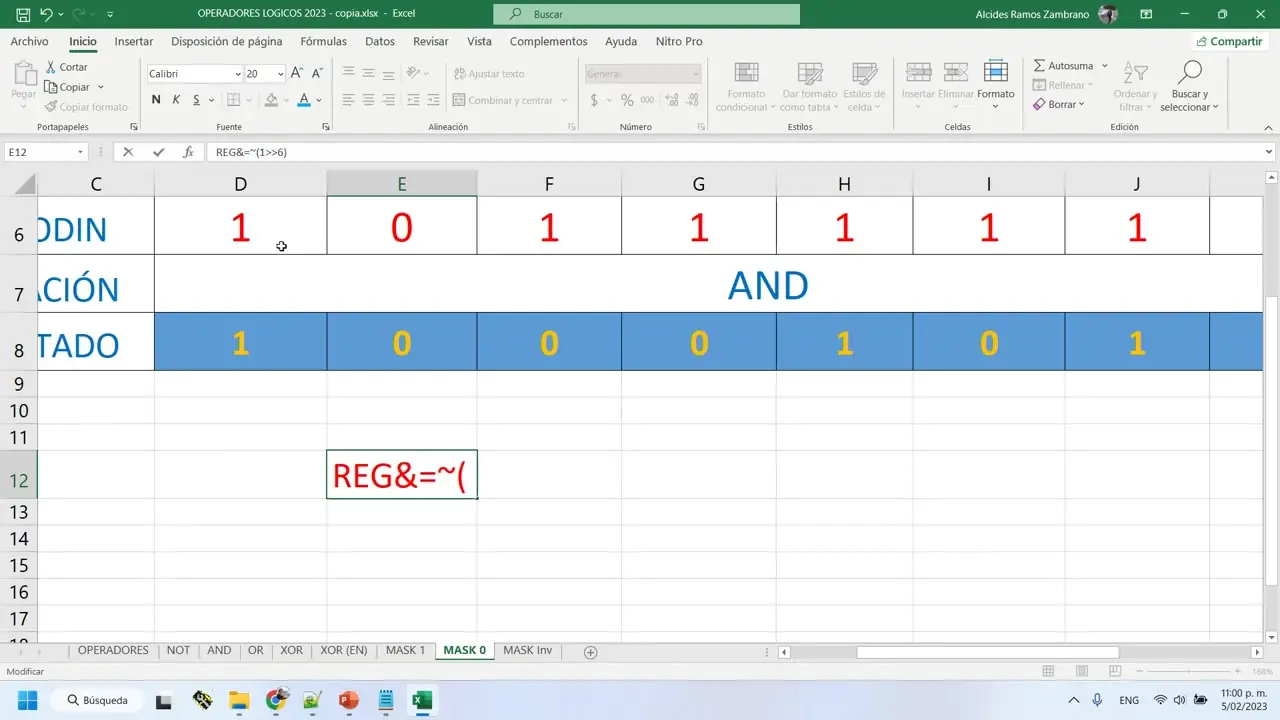 OPERADORES LOGICOS 2023 - copia.xlsx - Excel
Buscar
Alcides Ramos Zambrano
Archivo Inicio Insertar Disposición de página Fórmulas Datos Revisar Vista Complementos Ayuda Nitro Pro
Compartir
Pegar
Cortar
Copiar
Copiar formato
Portapapeles
Calibri 20
N K S
Fuente
Ajustar texto
Combinar y centrar
Alineación
General
$ % 000
Número
Formato condicional
Dar formato como tabla
Estilos de celda
Estilos
Insertar Eliminar Formato
Celdas
Autosuma
Rellenar
Borrar
Ordenar y filtrar
Buscar y seleccionar
Edición
E12
fx
REG&=~(1>>6)
C D E F G H I J
6 ODIN 1 0 1 1 1 1 1
7 ACIÓN AND
8 TADO 1 0 0 0 1 0 1
9
10
11
12 REG&=~(
13
14
15
16
17
OPERADORES NOT AND OR XOR XOR (EN) MASK 1 MASK 0 MASK Inv
Modificar
168%
Búsqueda
ENG
11:00 p. m.
5/02/2023